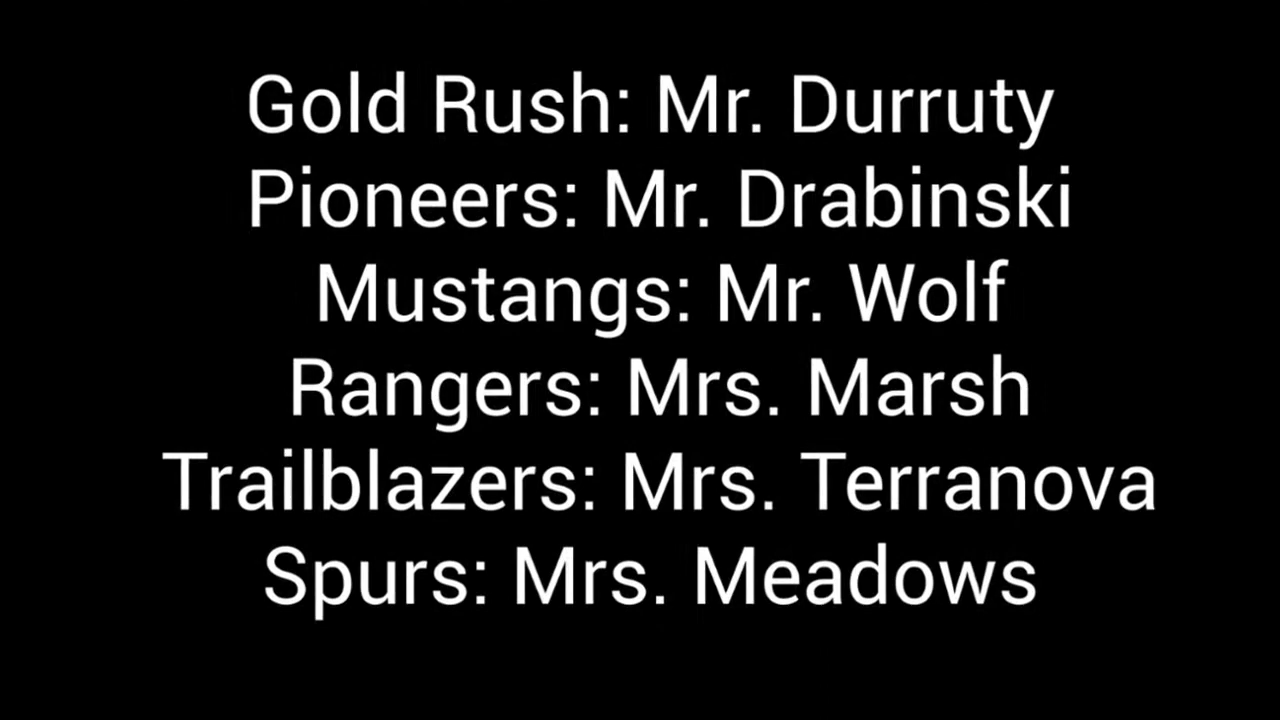 Gold Rush: Mr. Durruty
Pioneers: Mr. Drabinski
Mustangs: Mr. Wolf
Rangers: Mrs. Marsh
Trailblazers: Mrs. Terranova
Spurs: Mrs. Meadows